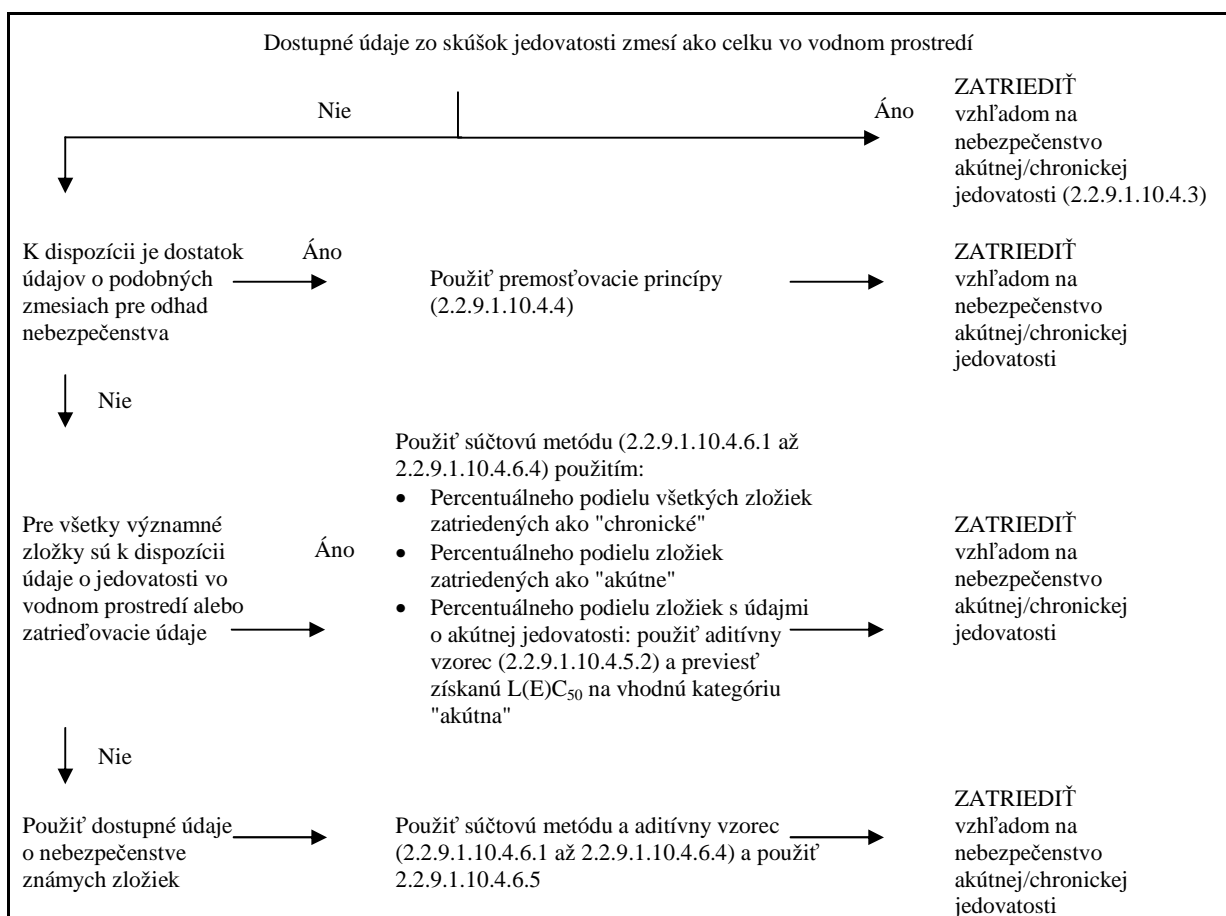 Dostupné údaje zo skúšok jedovatosti zmesí ako celku vo vodnom prostredí
Nie
Áno
ZATRIEDIŤ
vzhľadom na
nebezpečenstvo
akútnej/chronickej
jedovatosti (2.2.9.1.10.4.3)
K dispozícii je dostatok
údajov o podobných
zmesiach pre odhad
nebezpečenstva
Áno
Použiť premosťovacie princípy
(2.2.9.1.10.4.4)
ZATRIEDIŤ
vzhľadom na
nebezpečenstvo
akútnej/chronickej
jedovatosti
Nie
Pre všetky významné
zložky sú k dispozícii
údaje o jedovatosti vo
vodnom prostredí alebo
zatrieďovacie údaje
Áno
Použiť súčtovú metódu (2.2.9.1.10.4.6.1 až
2.2.9.1.10.4.6.4) použitím:
• Percentuálneho podielu všetkých zložiek
zatriedených ako "chronické"
• Percentuálneho podielu zložiek
zatriedených ako "akútne"
• Percentuálneho podielu zložiek s údajmi
o akútnej jedovatosti: použiť aditívny
vzorec (2.2.9.1.10.4.5.2) a previesť
získanú L(E)C50 na vhodnú kategóriu
"akútna"
ZATRIEDIŤ
vzhľadom na
nebezpečenstvo
akútnej/chronickej
jedovatosti
Nie
Použiť dostupné údaje
o nebezpečenstve
známych zložiek
Použiť súčtovú metódu a aditívny vzorec
(2.2.9.1.10.4.6.1 až 2.2.9.1.10.4.6.4) a použiť
2.2.9.1.10.4.6.5
ZATRIEDIŤ
vzhľadom na
nebezpečenstvo
akútnej/chronickej
jedovatosti